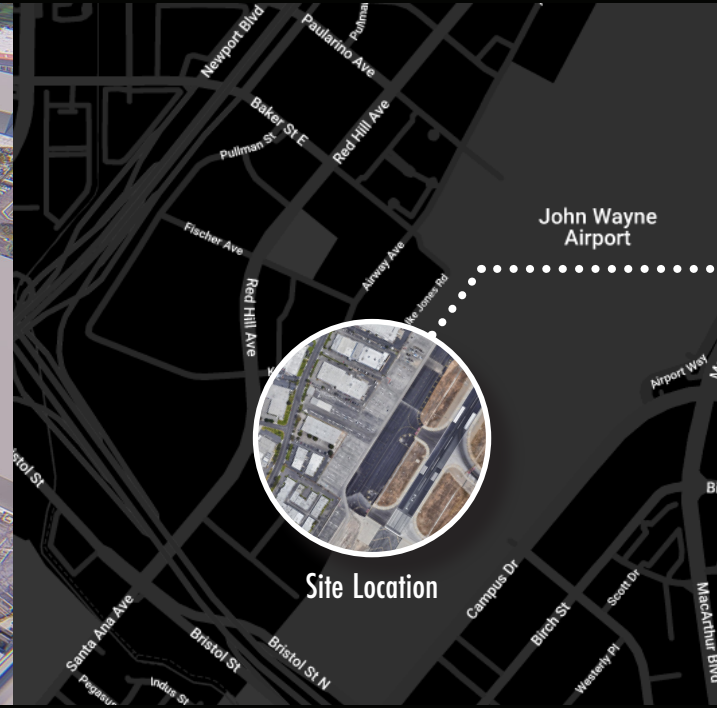 Newport Blvd
Paularino Ave
Baker St E
Pullman St
Red Hill Ave
John Wayne
Airport
Fischer Ave
Airway Ave
Red Hill Ave
Jones Rd
Airport Way
Site Location
Campus Dr
Birch St
Scott Dr
MacArthur Blvd
Westerly Pl
Santa Ana Ave
Bristol St
Bristol St N
Indus St